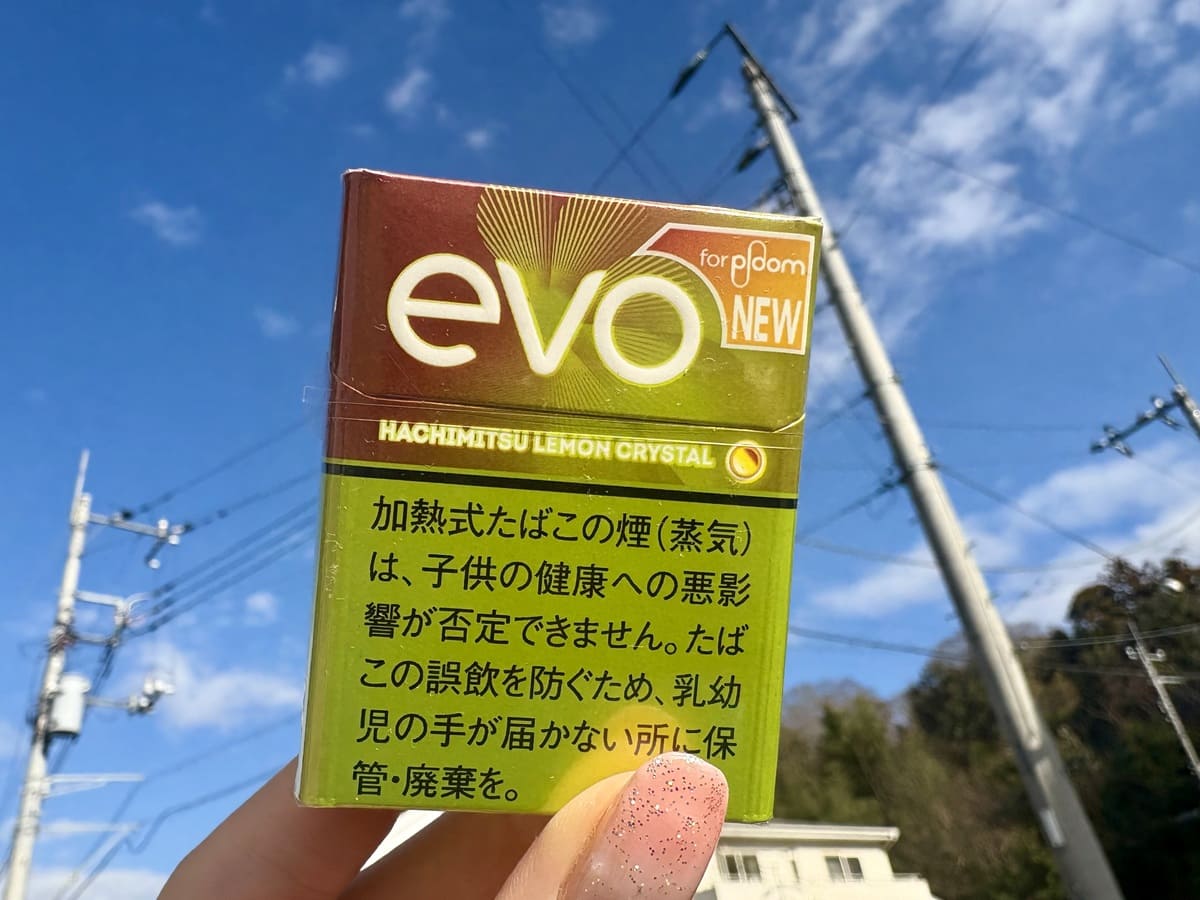 evo
for ploom
NEW
HACHIMITSU LEMON CRYSTAL
加熱式たばこの煙(蒸気)
は、子供の健康への悪影
響が否定できません。たば
この誤飲を防ぐため、乳幼
児の手が届かない所に保
管・廃棄を。